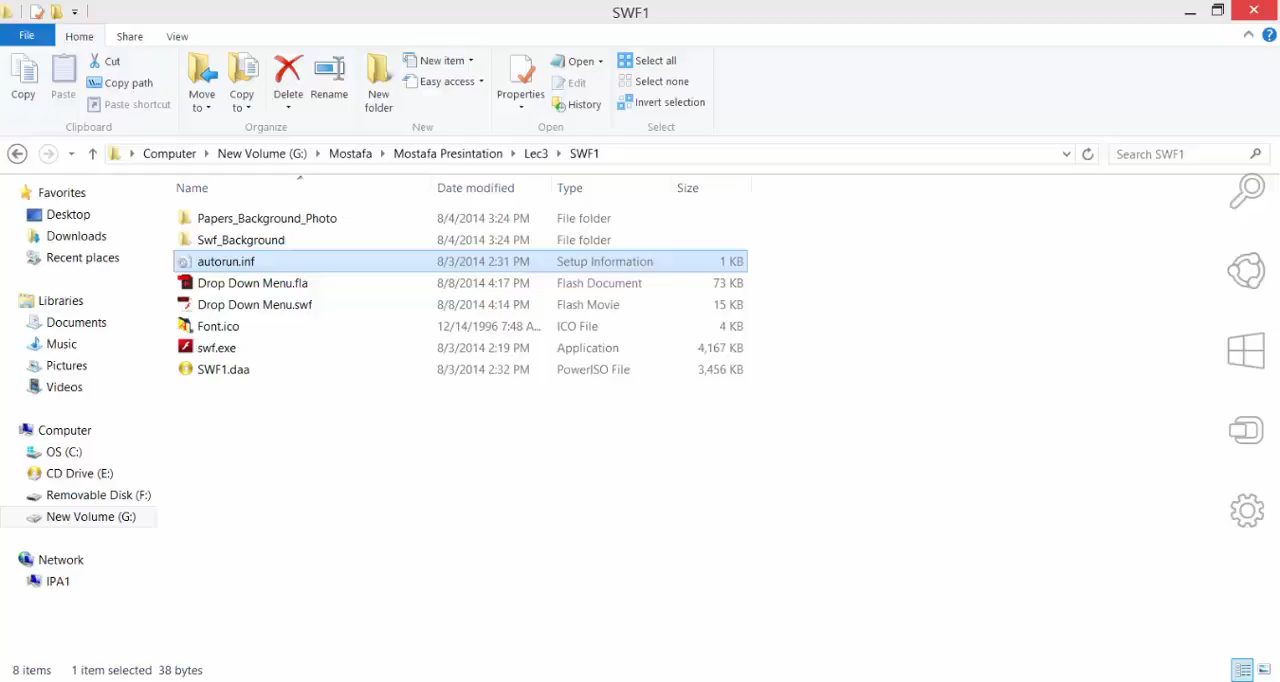 SWF1
File Home Share View
Copy
Paste
Cut
Copy path
Paste shortcut
Clipboard
Move to
Copy to
Delete
Rename
Organize
New folder
New item
Easy access
New
Properties
Open
Edit
History
Open
Select all
Select none
Invert selection
Select
Computer New Volume (G:) Mostafa Mostafa Presintation Lec3 SWF1
Search SWF1
Favorites
Desktop
Downloads
Recent places
Libraries
Documents
Music
Pictures
Videos
Computer
OS (C:)
CD Drive (E:)
Removable Disk (F:)
New Volume (G:)
Network
IPA1
Name Date modified Type Size
Papers_Background_Photo 8/4/2014 3:24 PM File folder
Swf_Background 8/4/2014 3:24 PM File folder
autorun.inf 8/3/2014 2:31 PM Setup Information 1 KB
Drop Down Menu.fla 8/8/2014 4:17 PM Flash Document 73 KB
Drop Down Menu.swf 8/8/2014 4:14 PM Flash Movie 15 KB
Font.ico 12/14/1996 7:48 A... ICO File 4 KB
swf.exe 8/3/2014 2:19 PM Application 4,167 KB
SWF1.daa 8/3/2014 2:32 PM PowerISO File 3,456 KB
8 items 1 item selected 38 bytes